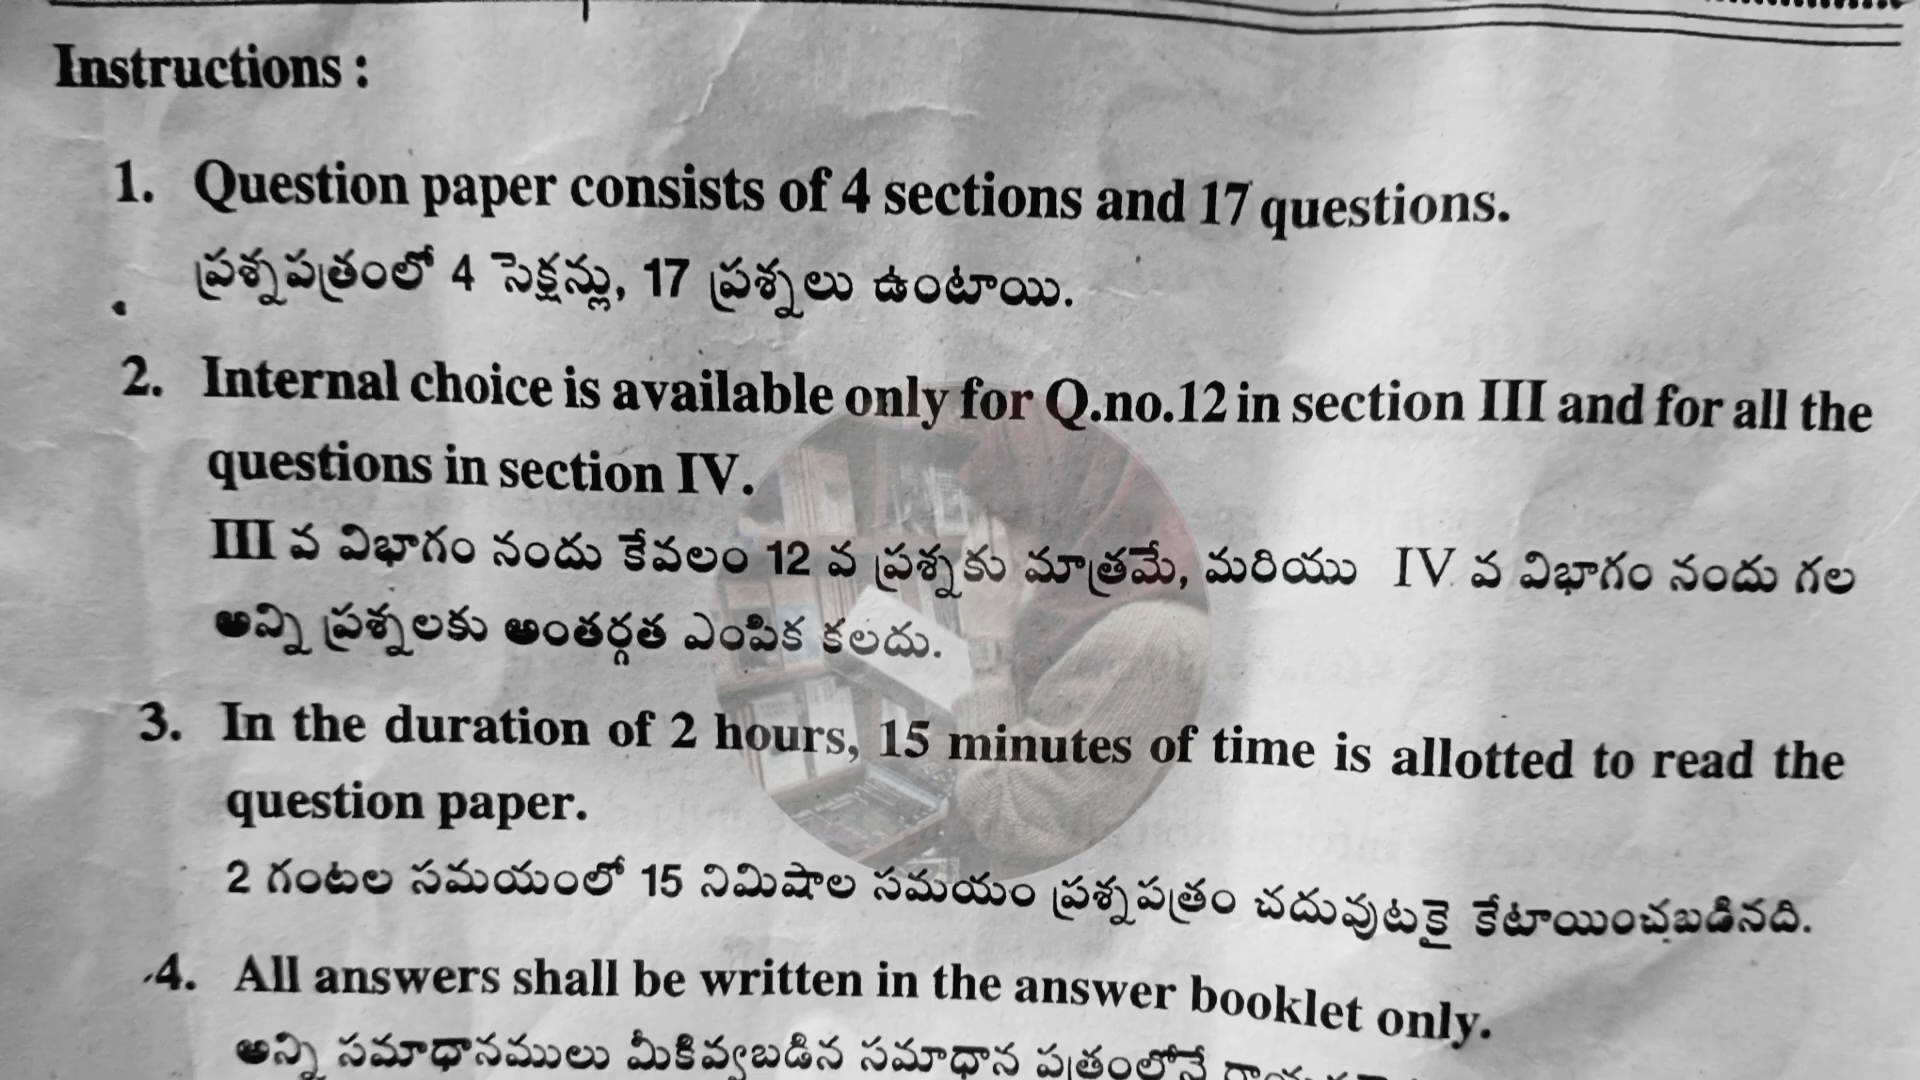 Instructions :
1. Question paper consists of 4 sections and 17 questions.
ప్రశ్నపత్రంలో 4 సెక్షన్లు, 17 ప్రశ్నలు ఉంటాయి.
2. Internal choice is available only for Q.no.12 in section III and for all the
questions in section IV.
III వ విభాగం నందు కేవలం 12 వ ప్రశ్నకు మాత్రమే, మరియు IV వ విభాగం నందు గల
అన్ని ప్రశ్నలకు అంతర్గత ఎంపిక కలదు.
3. In the duration of 2 hours, 15 minutes of time is allotted to read the
question paper.
2 గంటల సమయంలో 15 నిమిషాల సమయం ప్రశ్నపత్రం చదువుటకై కేటాయించబడినది.
4. All answers shall be written in the answer booklet only.
అన్ని సమాధానములు మీకివ్వబడిన సమాధాన పత్రంలోనే